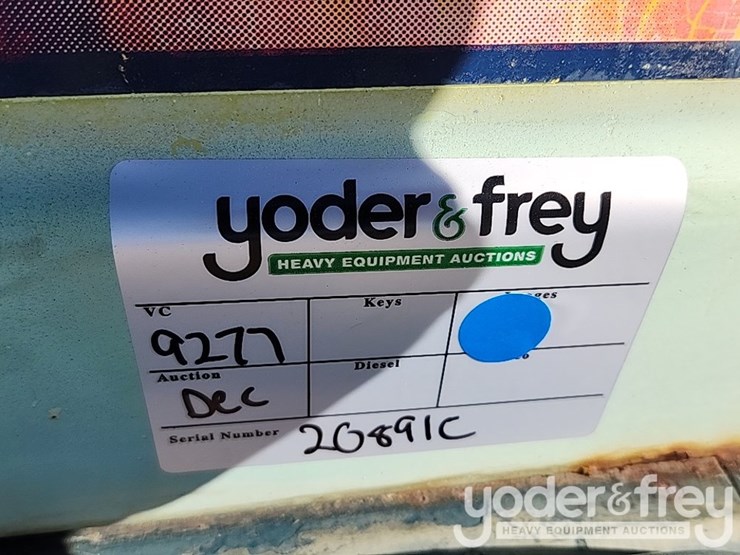 yoder & frey
HEAVY EQUIPMENT AUCTIONS
VC
Keys
9277
Auction
Diesel
Dec
Serial Number
20891C
yoder & frey
HEAVY EQUIPMENT AUCTIONS